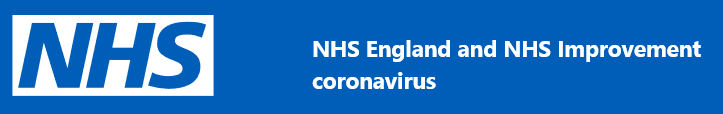 NHS
NHS England and NHS Improvement
coronavirus